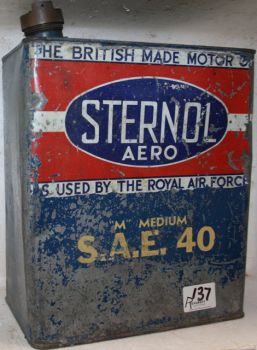 THE BRITISH MADE MOTOR
STERNOL
AERO
USED BY THE ROYAL AIR FORCE
"M" MEDIUM
S.A.E. 40
137